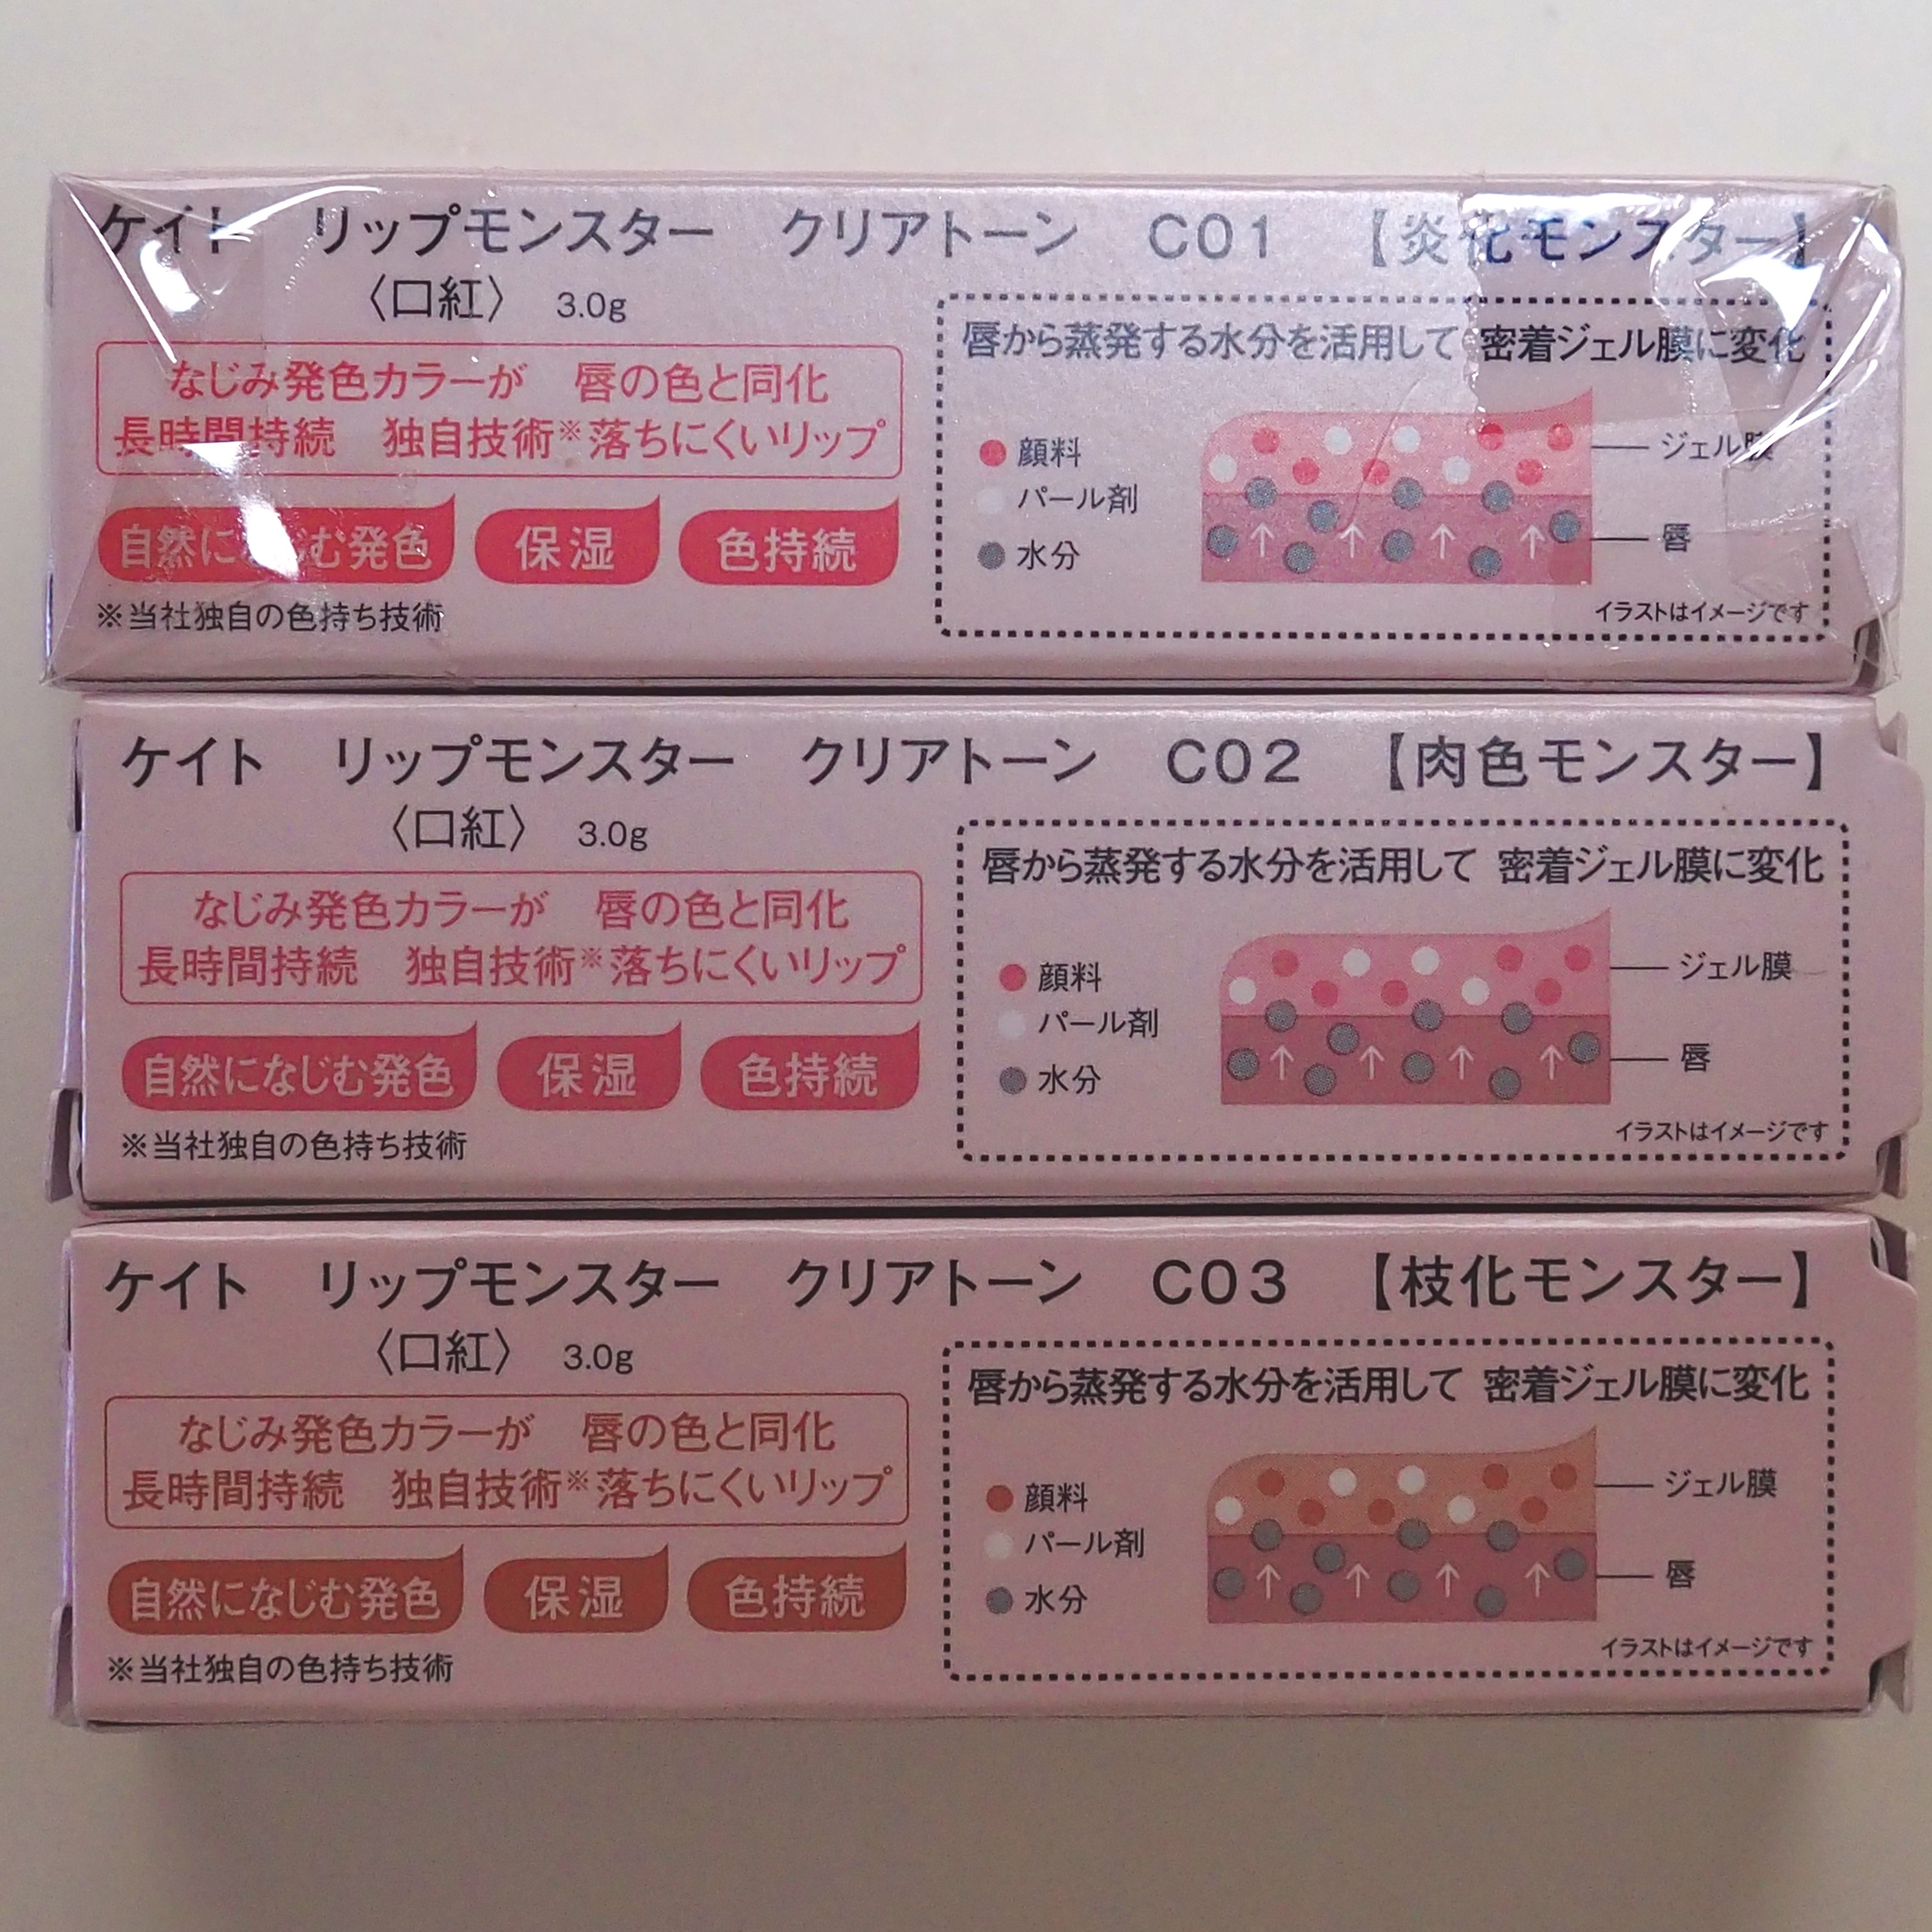 ケイト　リップモンスター　クリアトーン　C01　【炎化モンスター】
〈口紅〉　3.0g
なじみ発色カラーが　唇の色と同化
長時間持続　独自技術※落ちにくいリップ
自然になじむ発色　保湿　色持続
※当社独自の色持ち技術
唇から蒸発する水分を活用して　密着ジェル膜に変化
顔料
パール剤
水分
ジェル膜
唇
イラストはイメージです
ケイト　リップモンスター　クリアトーン　C02　【肉色モンスター】
〈口紅〉　3.0g
なじみ発色カラーが　唇の色と同化
長時間持続　独自技術※落ちにくいリップ
自然になじむ発色　保湿　色持続
※当社独自の色持ち技術
唇から蒸発する水分を活用して　密着ジェル膜に変化
顔料
パール剤
水分
ジェル膜
唇
イラストはイメージです
ケイト　リップモンスター　クリアトーン　C03　【枝化モンスター】
〈口紅〉　3.0g
なじみ発色カラーが　唇の色と同化
長時間持続　独自技術※落ちにくいリップ
自然になじむ発色　保湿　色持続
※当社独自の色持ち技術
唇から蒸発する水分を活用して　密着ジェル膜に変化
顔料
パール剤
水分
ジェル膜
唇
イラストはイメージです